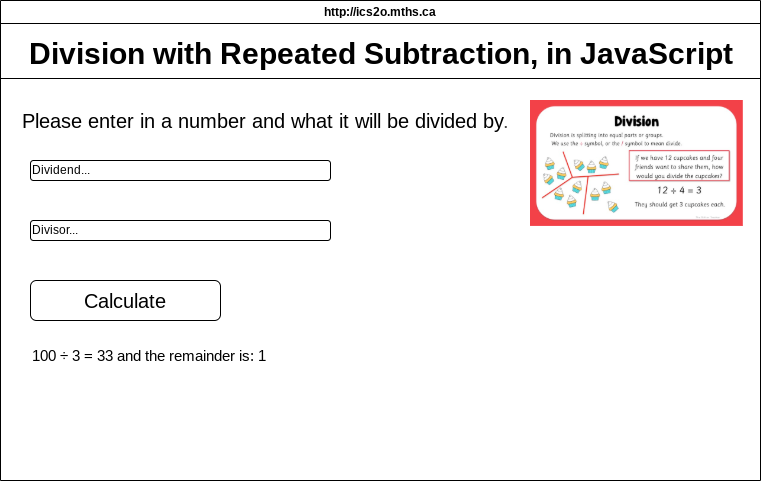 http://ics2o.mths.ca
Division with Repeated Subtraction, in JavaScript
Please enter in a number and what it will be divided by.
Division
Division is splitting into equal parts or groups.
We use the ÷ symbol, or the / symbol to mean divide.
If we have 12 cupcakes and four
friends want to share them, how
would you divide the cupcakes?
12 ÷ 4 = 3
They should get 3 cupcakes each.
Dividend...
Divisor...
Calculate
100 ÷ 3 = 33 and the remainder is: 1